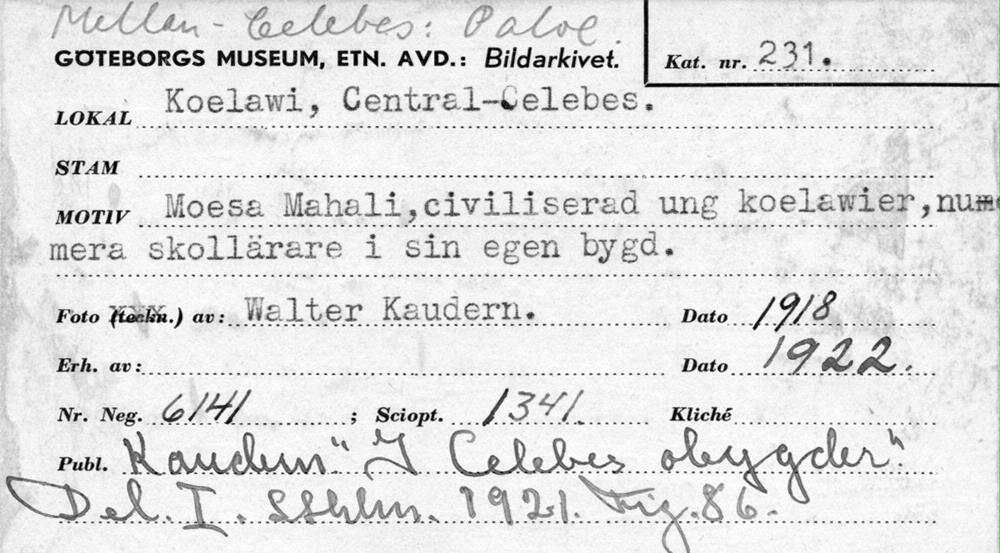 Mellan-Celebes: Paloe.
GÖTEBORGS MUSEUM, ETN. AVD.: Bildarkivet.
Kat. nr. 231.
LOKAL Koelawi, Central-Celebes.
STAM
MOTIV Moesa Mahali, civiliserad ung koelawier, nu-
mera skollärare i sin egen bygd.
Foto (teckn.) av: Walter Kaudern. Dato 1918
Erh. av: Dato 1922.
Nr. Neg. 6141 ; Sciopt. 1341. Kliché
Publ. Kaudern "I Celebes obygder".
Del. I. Sthlm. 1921. Fig. 86.